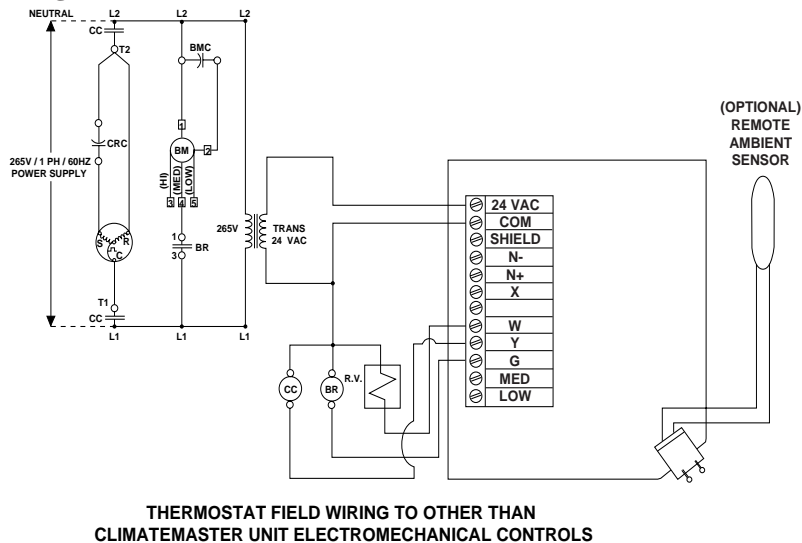 NEUTRAL
L2
L2
L2
CC
T2
BMC
CRC
1
BM
2
265V / 1 PH / 60HZ
POWER SUPPLY
(HI)
(MED)
(LOW)
3
4
5
S
R
C
1
3
BR
265V
TRANS
24 VAC
T1
CC
L1
L1
L1
CC
BR
R.V.
24 VAC
COM
SHIELD
N-
N+
X
W
Y
G
MED
LOW
(OPTIONAL)
REMOTE
AMBIENT
SENSOR
THERMOSTAT FIELD WIRING TO OTHER THAN
CLIMATEMASTER UNIT ELECTROMECHANICAL CONTROLS